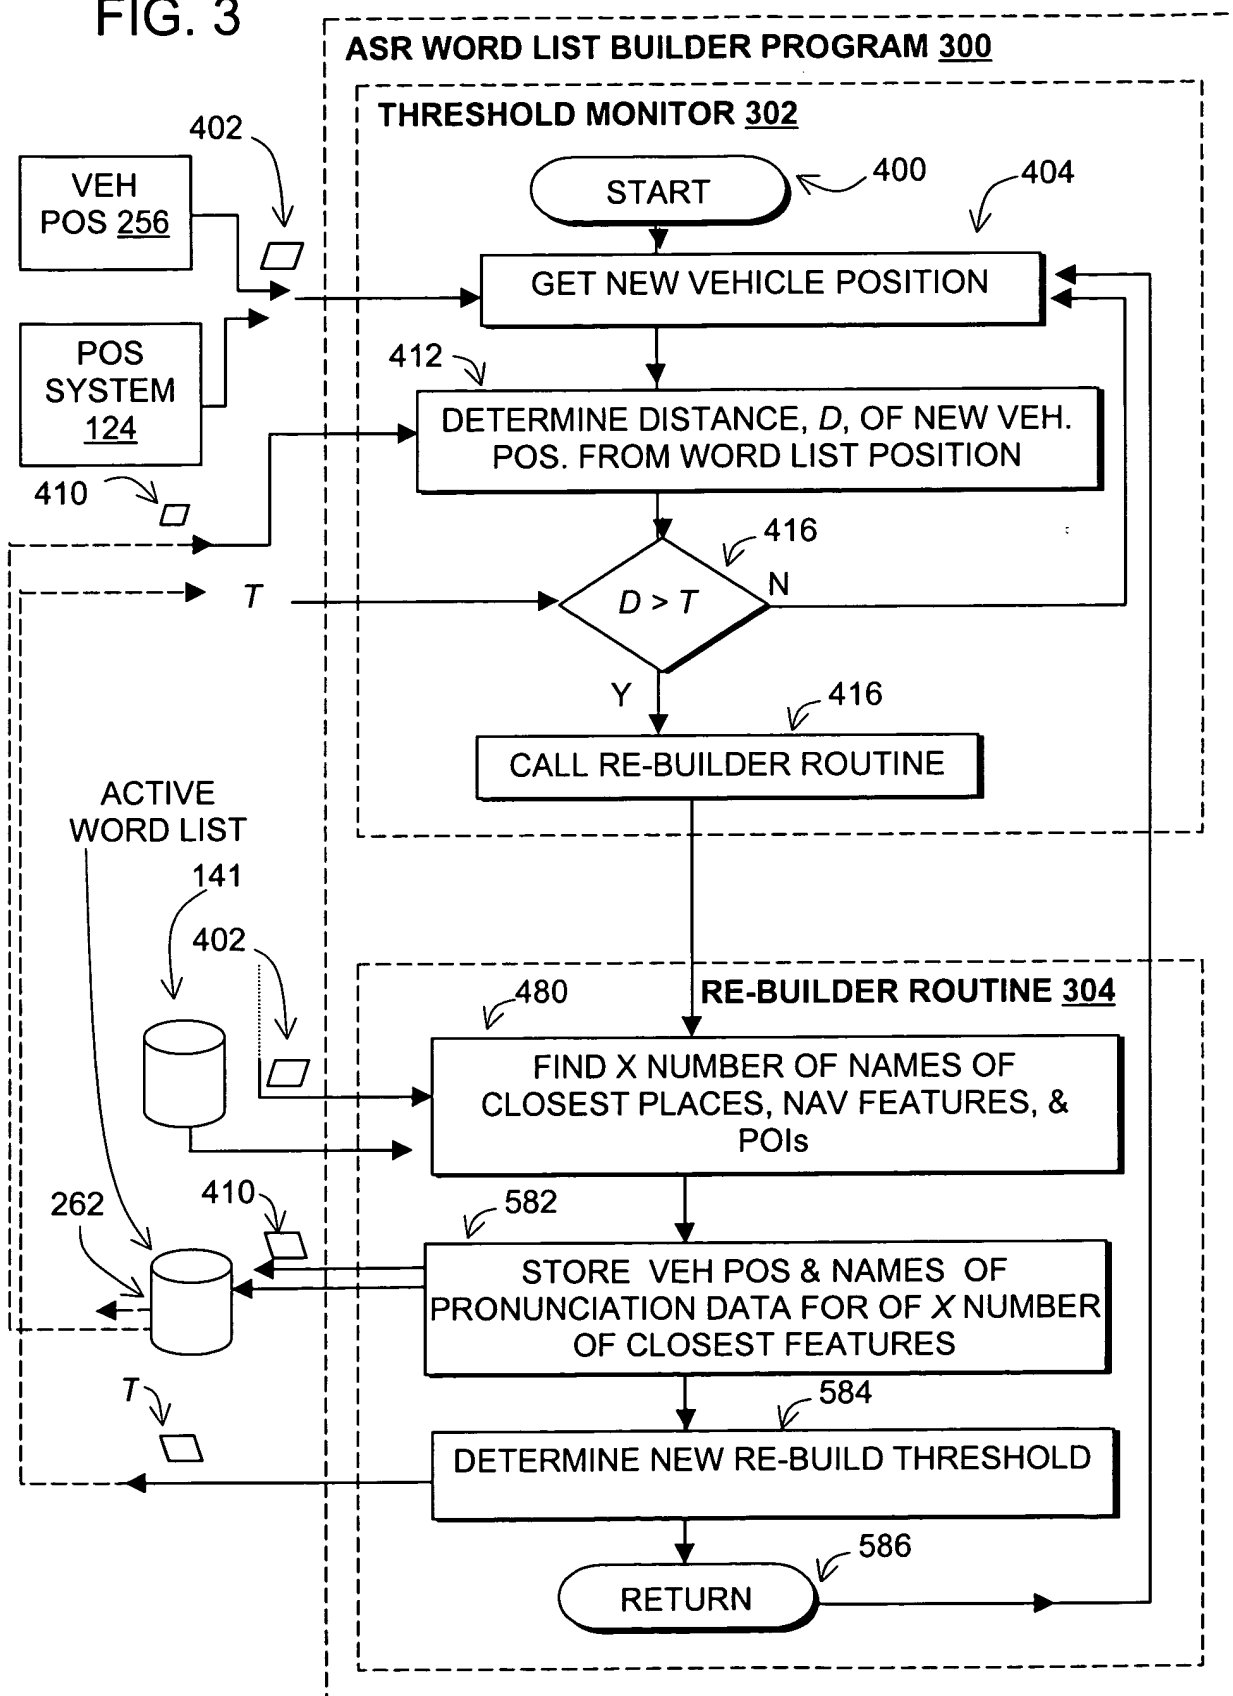 FIG. 3
ASR WORD LIST BUILDER PROGRAM 300
THRESHOLD MONITOR 302
402
VEH
POS 256
START
400
404
GET NEW VEHICLE POSITION
POS
SYSTEM
124
412
DETERMINE DISTANCE, D, OF NEW VEH.
POS. FROM WORD LIST POSITION
410
416
T
D > T
N
Y
416
CALL RE-BUILDER ROUTINE
ACTIVE
WORD LIST
141
402
RE-BUILDER ROUTINE 304
480
FIND X NUMBER OF NAMES OF
CLOSEST PLACES, NAV FEATURES, &
POIs
262
410
582
STORE VEH POS & NAMES OF
PRONUNCIATION DATA FOR OF X NUMBER
OF CLOSEST FEATURES
T
584
DETERMINE NEW RE-BUILD THRESHOLD
586
RETURN